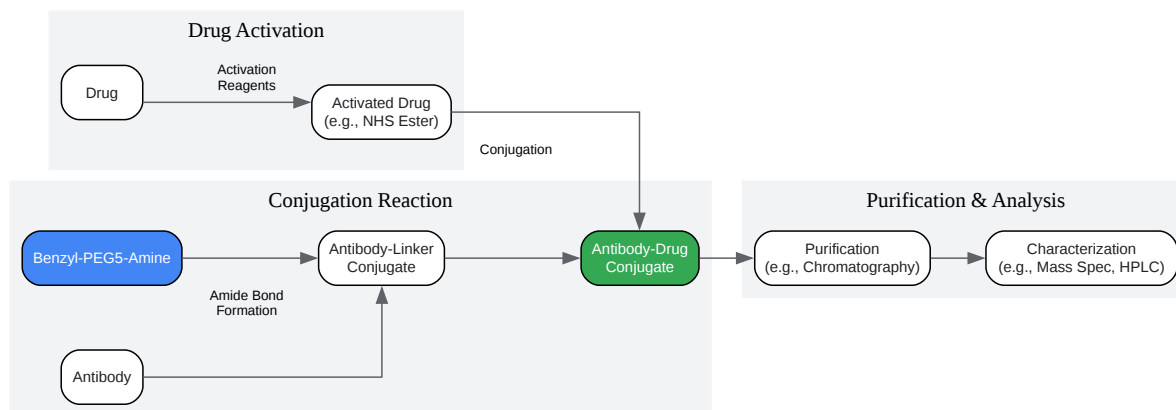 Drug Activation
Drug
Activation
Reagents
Activated Drug
(e.g., NHS Ester)
Conjugation
Conjugation Reaction
Benzyl-PEG5-Amine
Amide Bond
Formation
Antibody-Linker
Conjugate
Antibody
Antibody-Drug
Conjugate
Purification & Analysis
Purification
(e.g., Chromatography)
Characterization
(e.g., Mass Spec, HPLC)